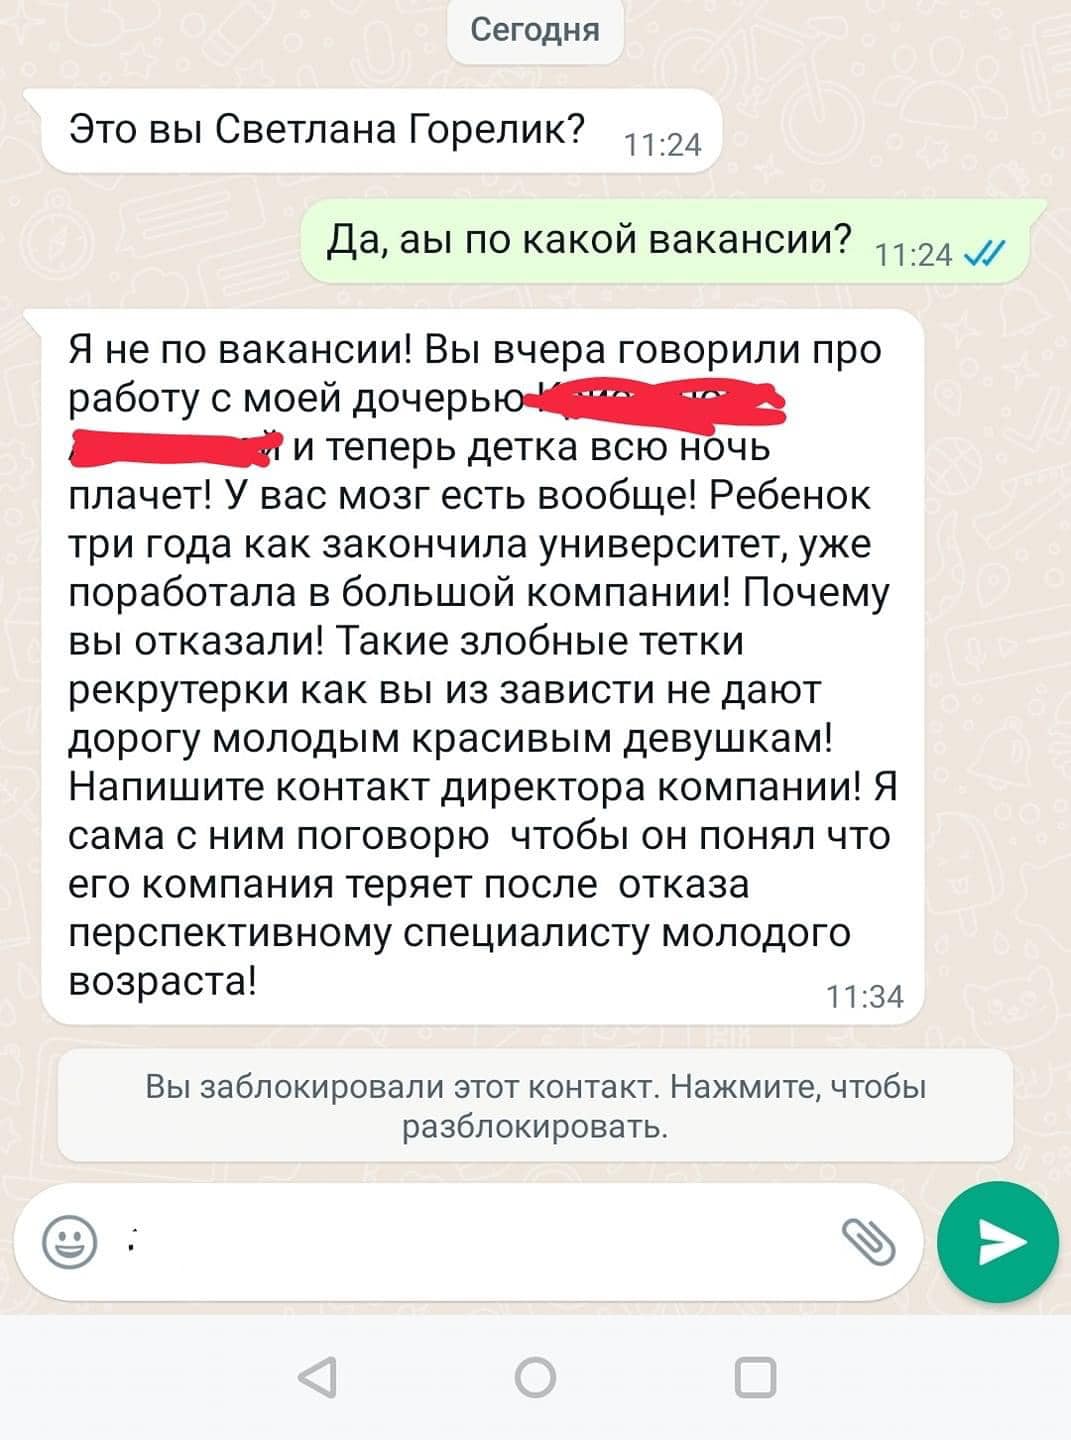 Сегодня
Это вы Светлана Горелик? 11:24
Да, аы по какой вакансии? 11:24
Я не по вакансии! Вы вчера говорили про
работу с моей дочерью
и теперь детка всю ночь
плачет! У вас мозг есть вообще! Ребенок
три года как закончила университет, уже
поработала в большой компании! Почему
вы отказали! Такие злобные тетки
рекрутерки как вы из зависти не дают
дорогу молодым красивым девушкам!
Напишите контакт директора компании! Я
сама с ним поговорю  чтобы он понял что
его компания теряет после  отказа
перспективному специалисту молодого
возраста!
11:34
Вы заблокировали этот контакт. Нажмите, чтобы
разблокировать.